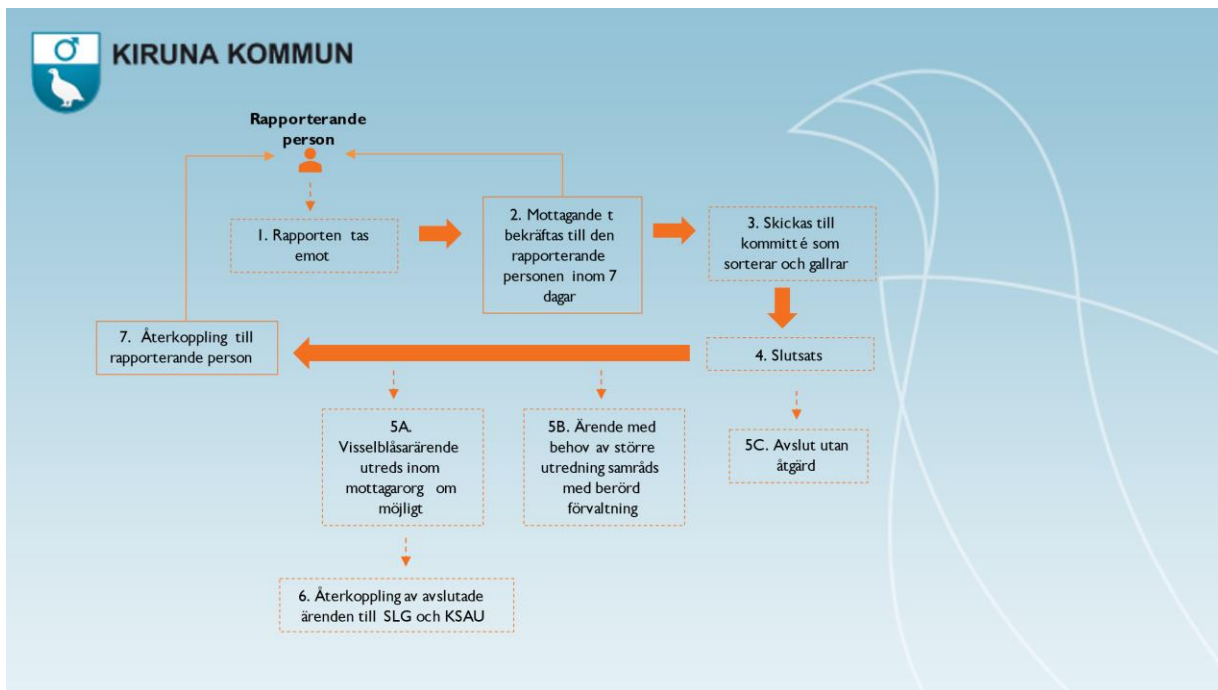 KIRUNA KOMMUN
Rapporterande
person
1. Rapporten tas
emot
2. Mottagande t
bekräftas till den
rapporterande
personen inom 7
dagar
3. Skickas till
kommitt é som
sorterar och gallrar
7. Återkoppling till
rapporterande person
4. Slutsats
5A.
Visselblåsarärende
utreds inom
mottagarorg om
möjligt
5B. Ärende med
behov av större
utredning samråds
med berörd
förvaltning
5C. Avslut utan
åtgärd
6. Återkoppling av avslutade
ärenden till SLG och KSAU